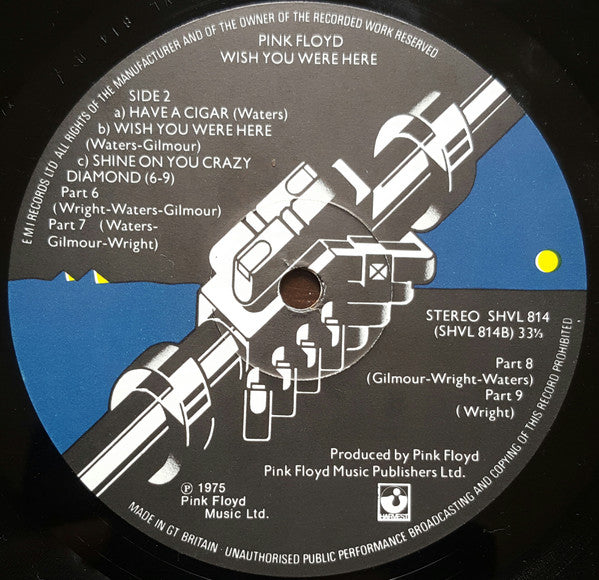 E M I RECORDS LTD. ALL RIGHTS OF THE MANUFACTURER AND OF THE OWNER OF THE RECORDED WORK RESERVED
PINK FLOYD
WISH YOU WERE HERE
SIDE 2
a) HAVE A CIGAR (Waters)
b) WISH YOU WERE HERE
(Waters-Gilmour)
c) SHINE ON YOU CRAZY
DIAMOND (6-9)
Part 6
(Wright-Waters-Gilmour)
Part 7 (Waters-
Gilmour-Wright)
STEREO SHVL 814
(SHVL 814B) 33⅓
Part 8
(Gilmour-Wright-Waters)
Part 9
(Wright)
Produced by Pink Floyd
Pink Floyd Music Publishers Ltd.
℗ 1975
Pink Floyd
Music Ltd.
HARVEST
MADE IN GT BRITAIN · UNAUTHORISED PUBLIC PERFORMANCE BROADCASTING AND COPYING OF THIS RECORD PROHIBITED